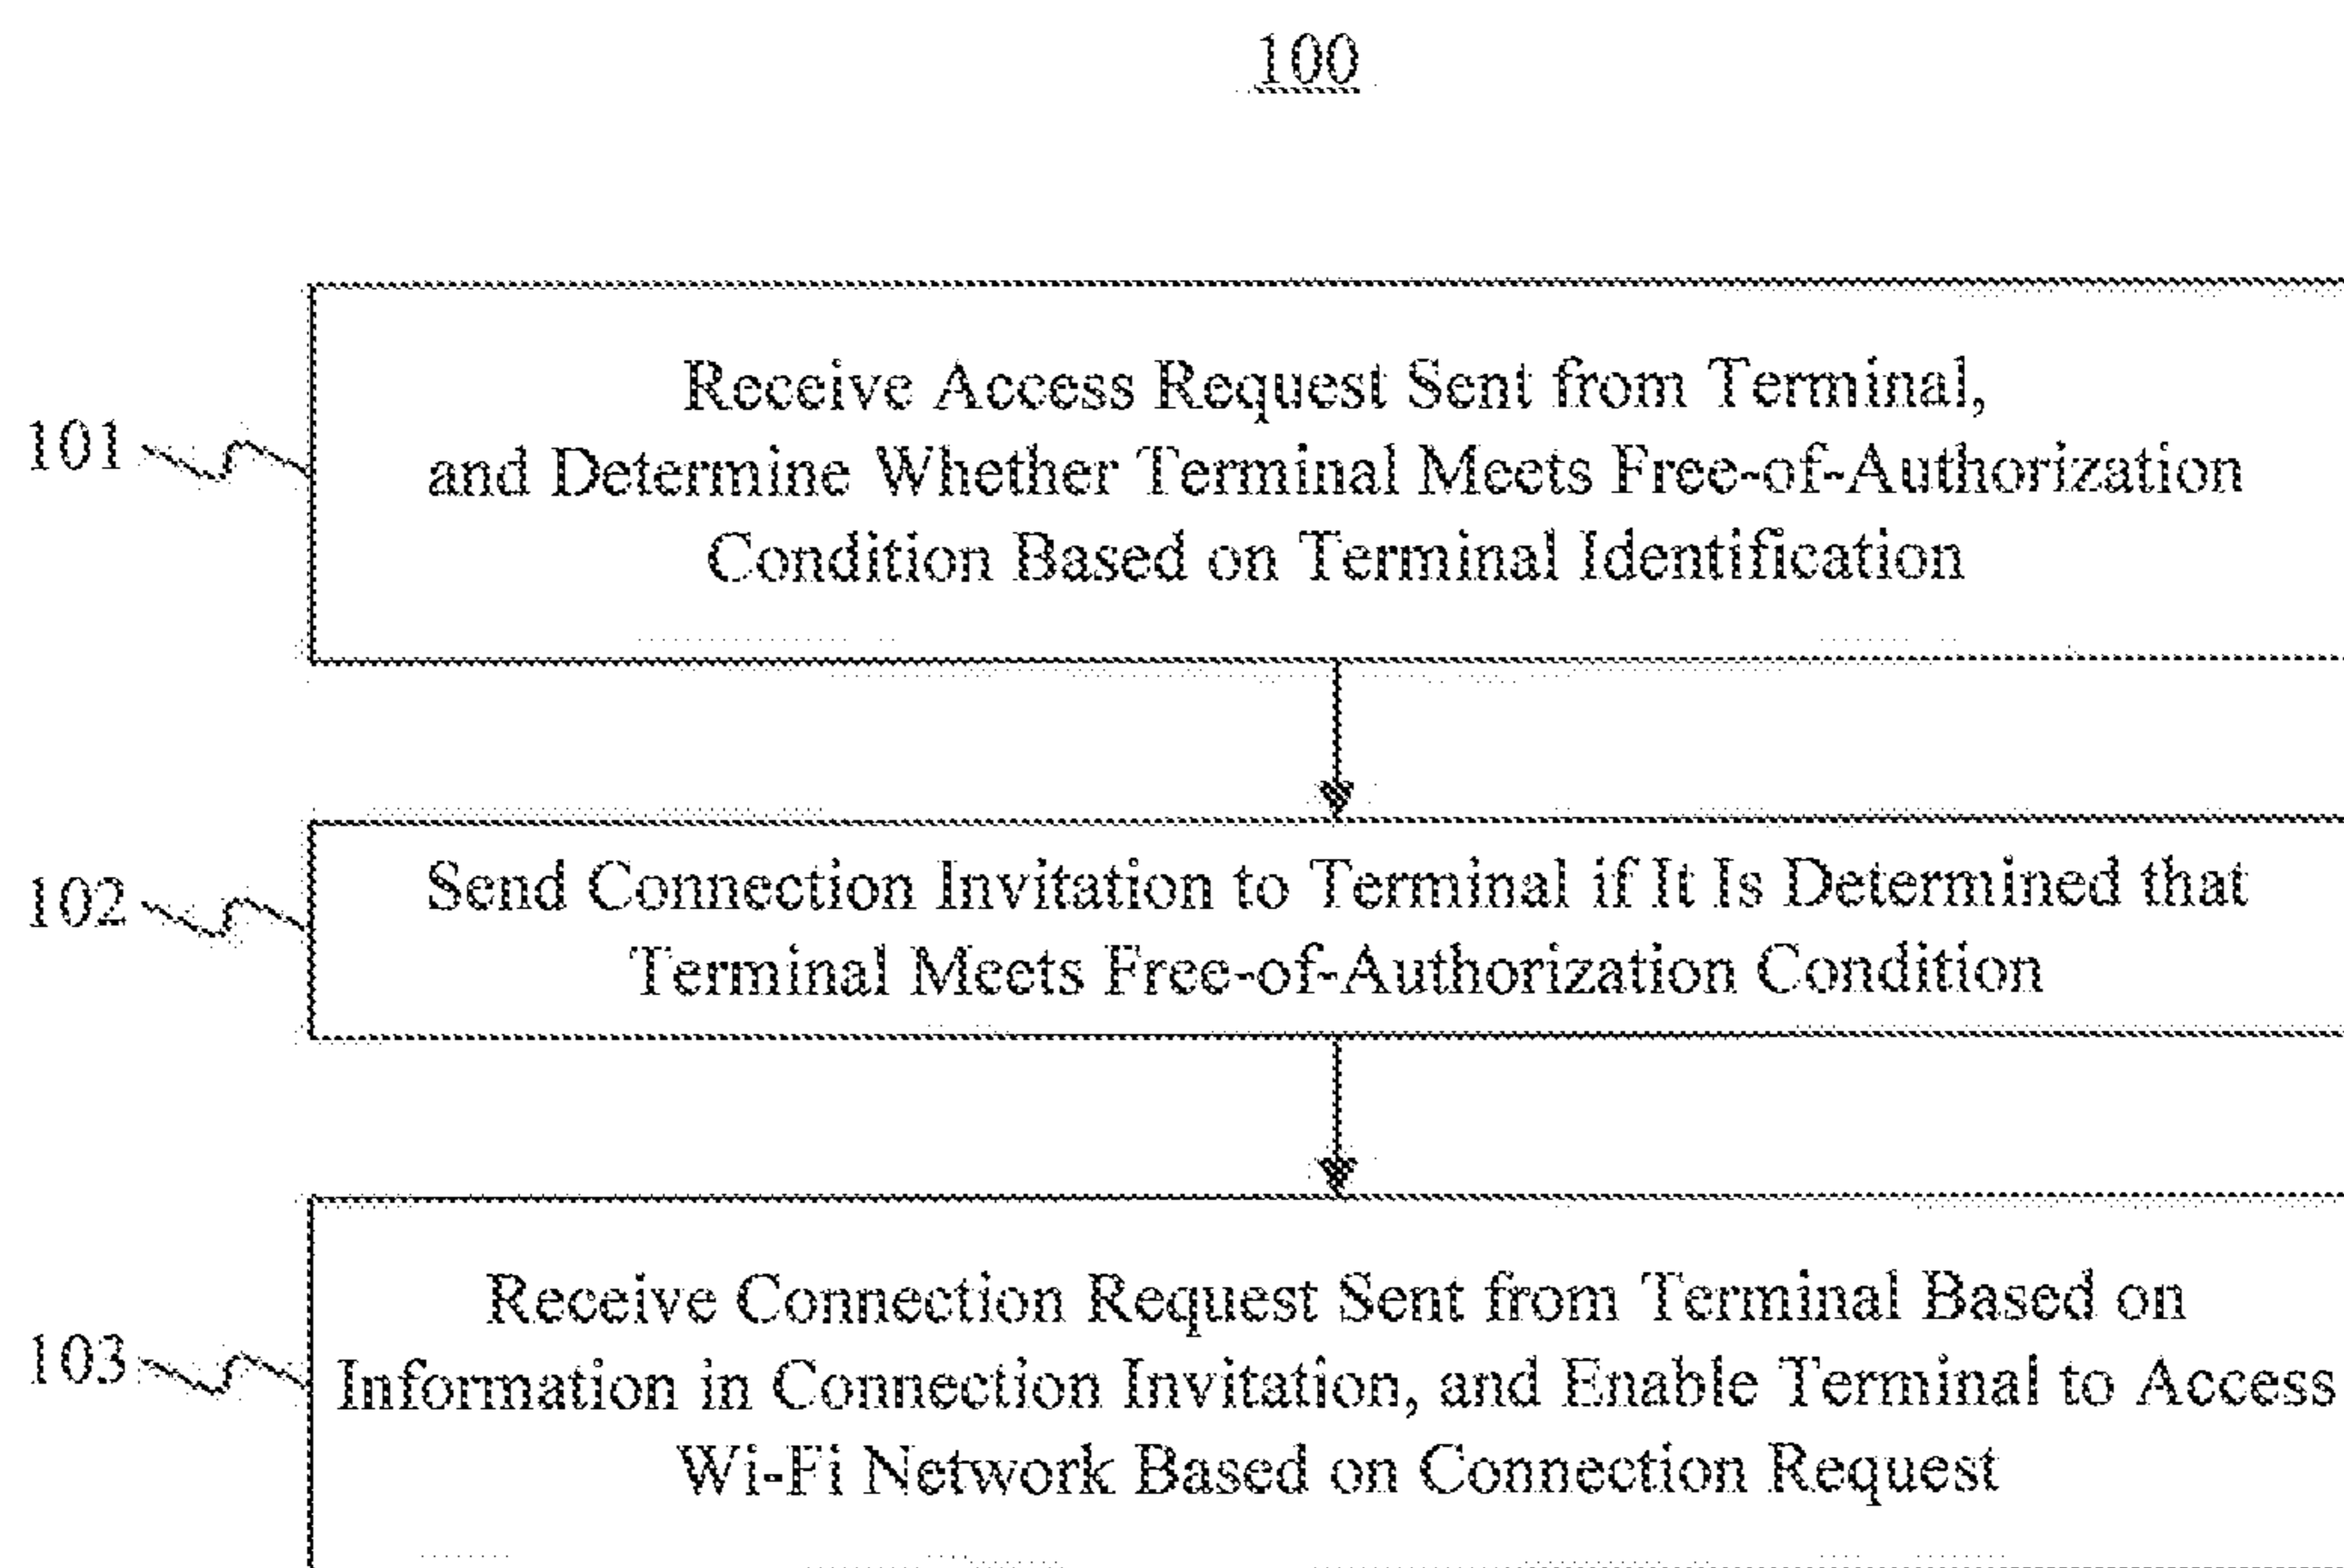 100
101
Receive Access Request Sent from Terminal,
and Determine Whether Terminal Meets Free-of-Authorization
Condition Based on Terminal Identification
102
Send Connection Invitation to Terminal if It Is Determined that
Terminal Meets Free-of-Authorization Condition
103
Receive Connection Request Sent from Terminal Based on
Information in Connection Invitation, and Enable Terminal to Access
Wi-Fi Network Based on Connection Request